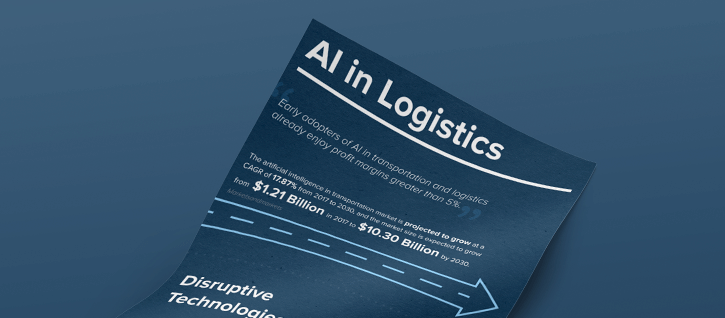 AI in Logistics
“Early adopters of AI in transportation and logistics
already enjoy profit margins greater than 5%.”
The artificial intelligence in transportation market is projected to grow at a
CAGR of 17.87% from 2017 to 2030, and the market size is expected to grow
from $1.21 Billion in 2017 to $10.30 Billion by 2030.
Disruptive
Technologies